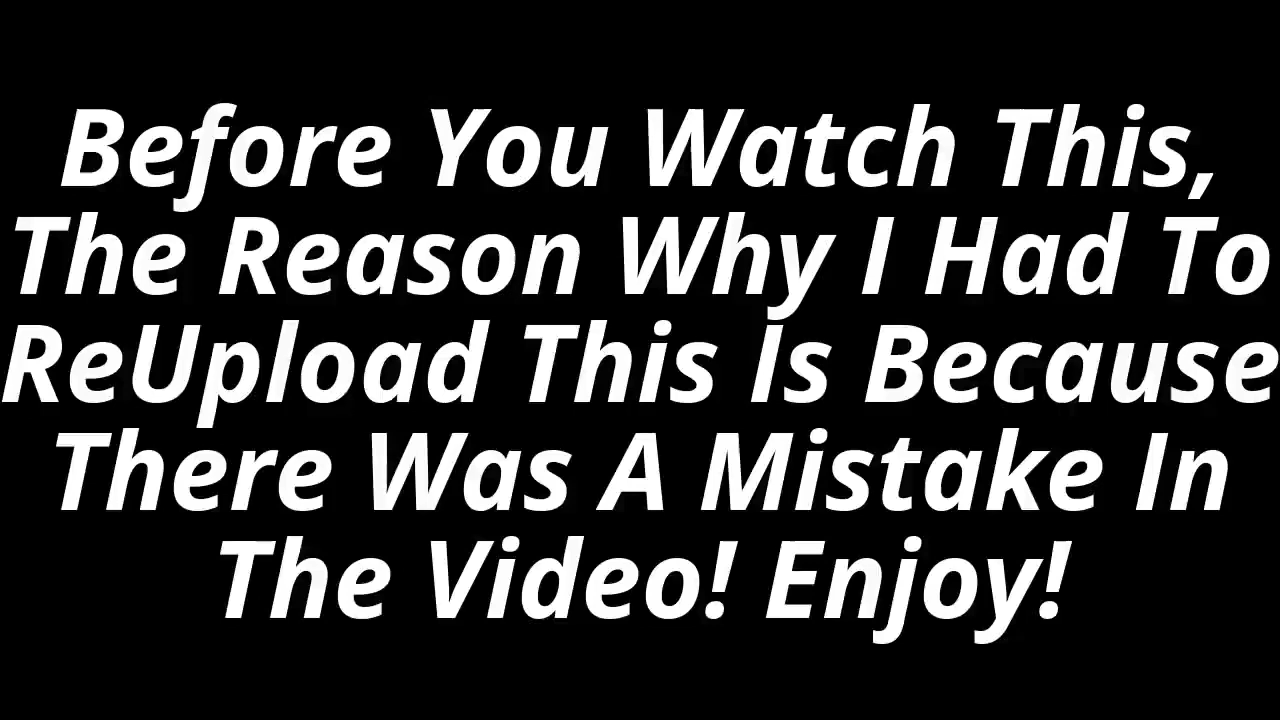 Before You Watch This,
The Reason Why I Had To
ReUpload This Is Because
There Was A Mistake In
The Video! Enjoy!